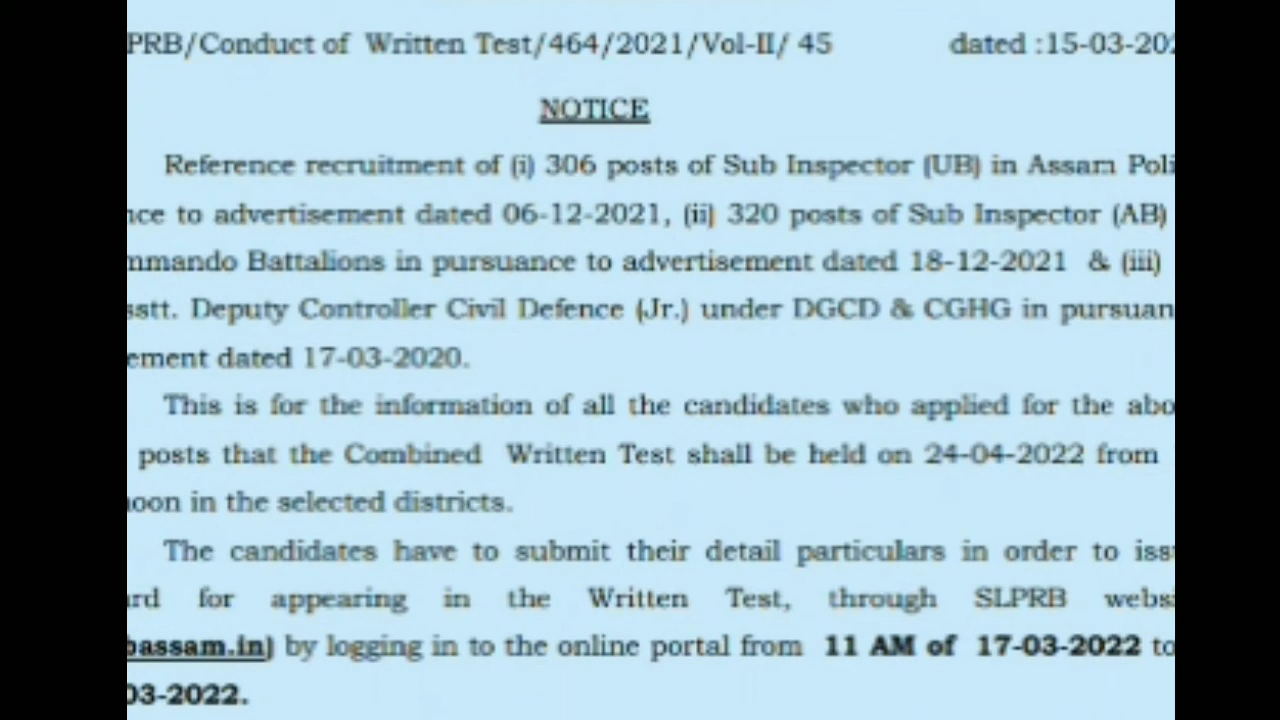 PRB/Conduct of Written Test/464/2021/Vol-II/ 45 dated :15-03-202
NOTICE
Reference recruitment of (i) 306 posts of Sub Inspector (UB) in Assam Poli
nce to advertisement dated 06-12-2021, (ii) 320 posts of Sub Inspector (AB)
mmando Battalions in pursuance to advertisement dated 18-12-2021 & (iii)
sstt. Deputy Controller Civil Defence (Jr.) under DGCD & CGHG in pursuan
ement dated 17-03-2020.
This is for the information of all the candidates who applied for the abo
posts that the Combined Written Test shall be held on 24-04-2022 from
noon in the selected districts.
The candidates have to submit their detail particulars in order to iss
ard for appearing in the Written Test, through SLPRB webs
bassam.in) by logging in to the online portal from 11 AM of 17-03-2022 to
03-2022.